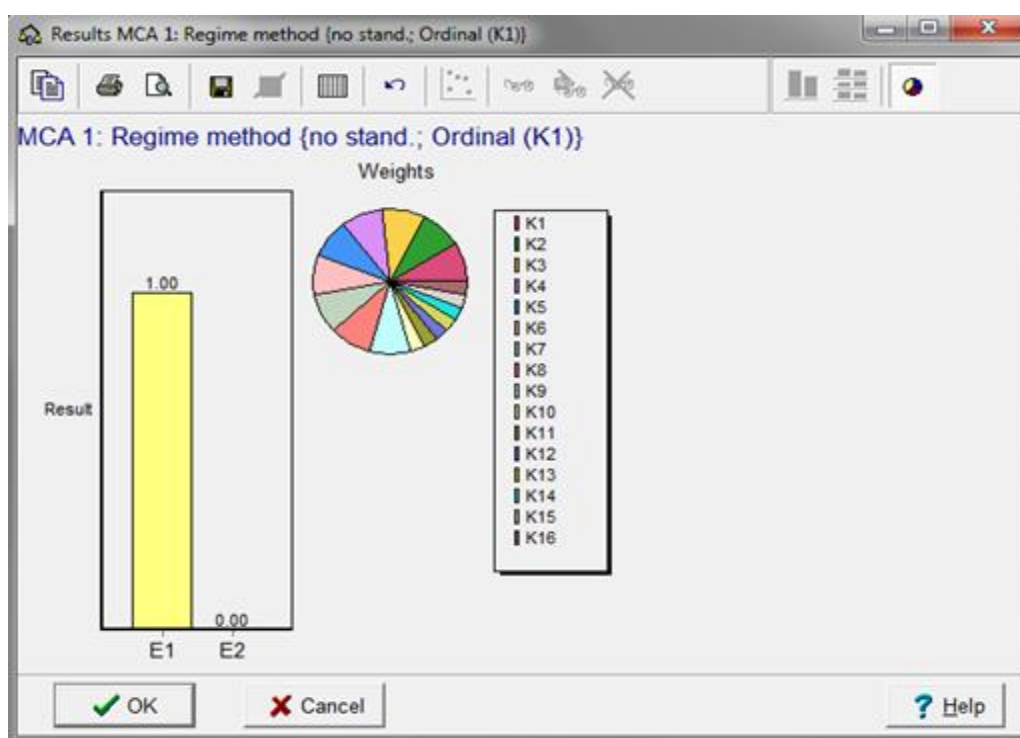 Results MCA 1: Regime method {no stand.; Ordinal (K1)}
MCA 1: Regime method {no stand.; Ordinal (K1)}
Weights
1.00
Result
0.00
E1 E2
K1
K2
K3
K4
K5
K6
K7
K8
K9
K10
K11
K12
K13
K14
K15
K16
OK Cancel Help